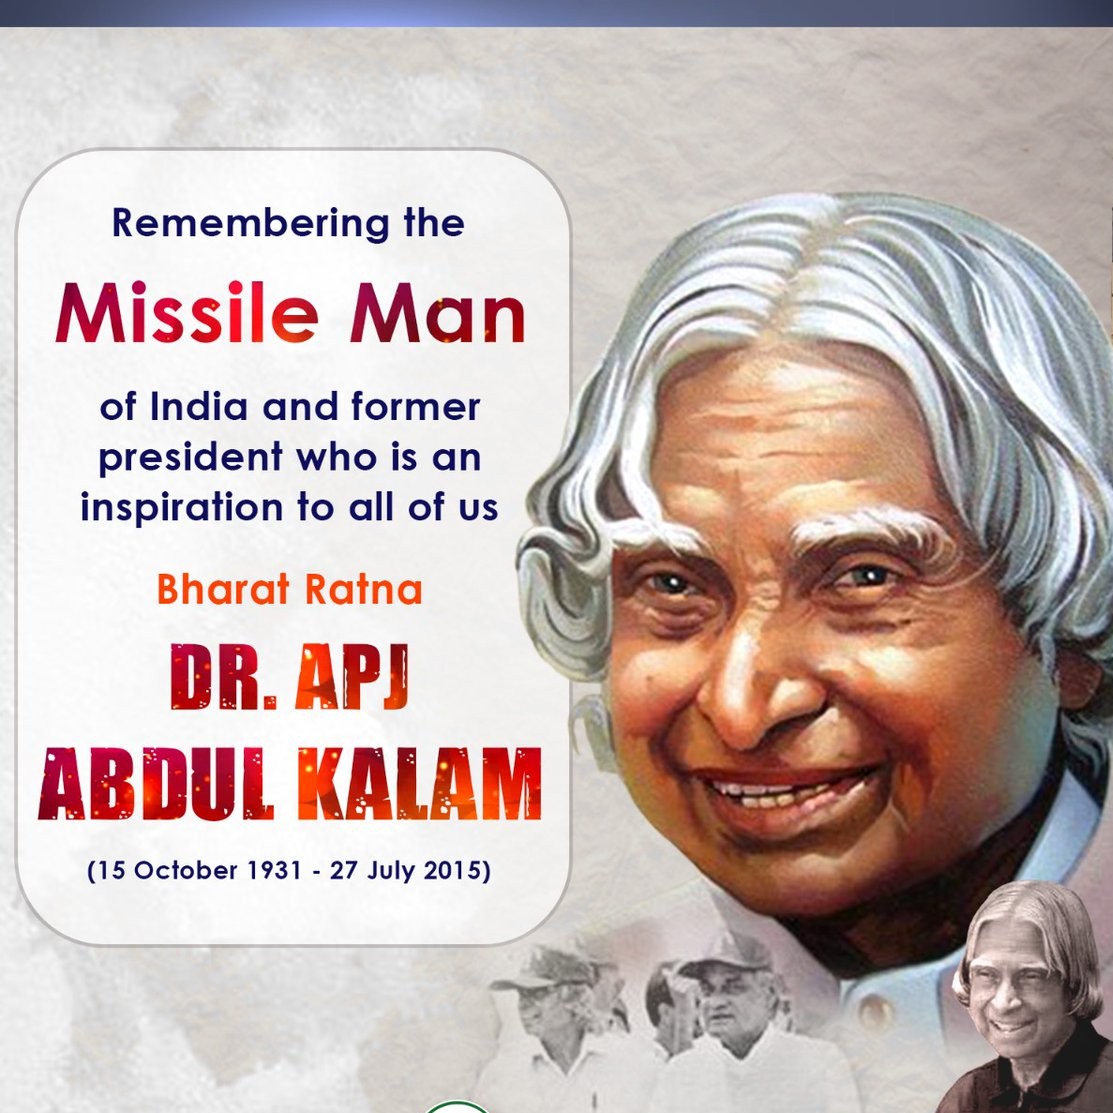 Remembering the
Missile Man
of India and former
president who is an
inspiration to all of us
Bharat Ratna
DR. APJ
ABDUL KALAM
(15 October 1931 - 27 July 2015)